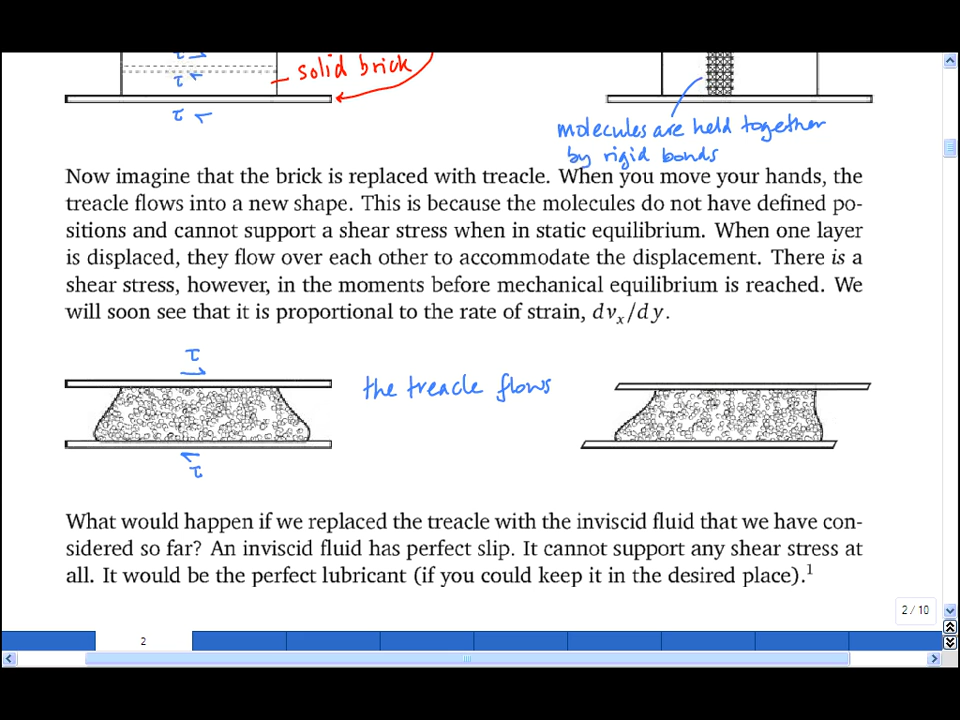 τ
τ
solid brick
τ
molecules are held together
by rigid bonds
Now imagine that the brick is replaced with treacle. When you move your hands, the
treacle flows into a new shape. This is because the molecules do not have defined po-
sitions and cannot support a shear stress when in static equilibrium. When one layer
is displaced, they flow over each other to accommodate the displacement. There is a
shear stress, however, in the moments before mechanical equilibrium is reached. We
will soon see that it is proportional to the rate of strain, dvₓ/dy.
τ
the treacle flows
τ
What would happen if we replaced the treacle with the inviscid fluid that we have con-
sidered so far? An inviscid fluid has perfect slip. It cannot support any shear stress at
all. It would be the perfect lubricant (if you could keep it in the desired place).¹
2 / 10
2